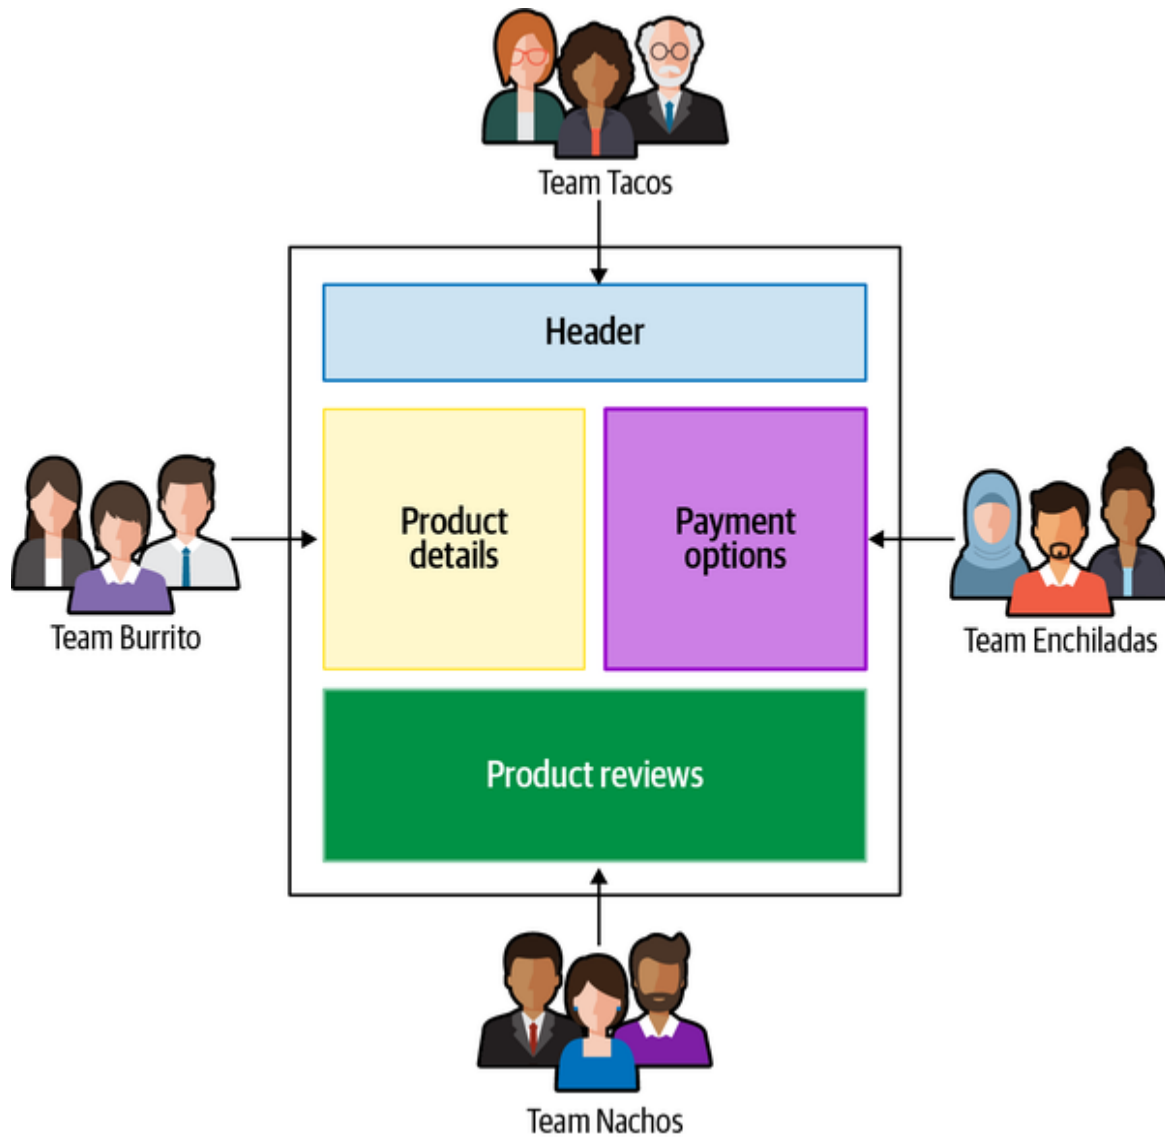 Team Tacos
Header
Product
details
Payment
options
Team Burrito
Team Enchiladas
Product reviews
Team Nachos